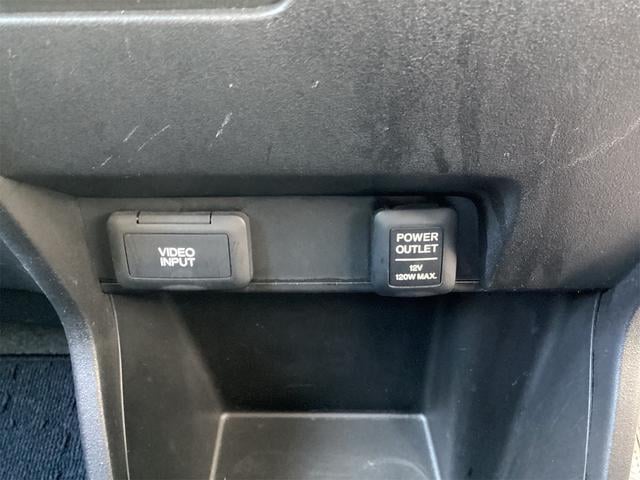 VIDEO
INPUT
POWER
OUTLET
12V
120W MAX.